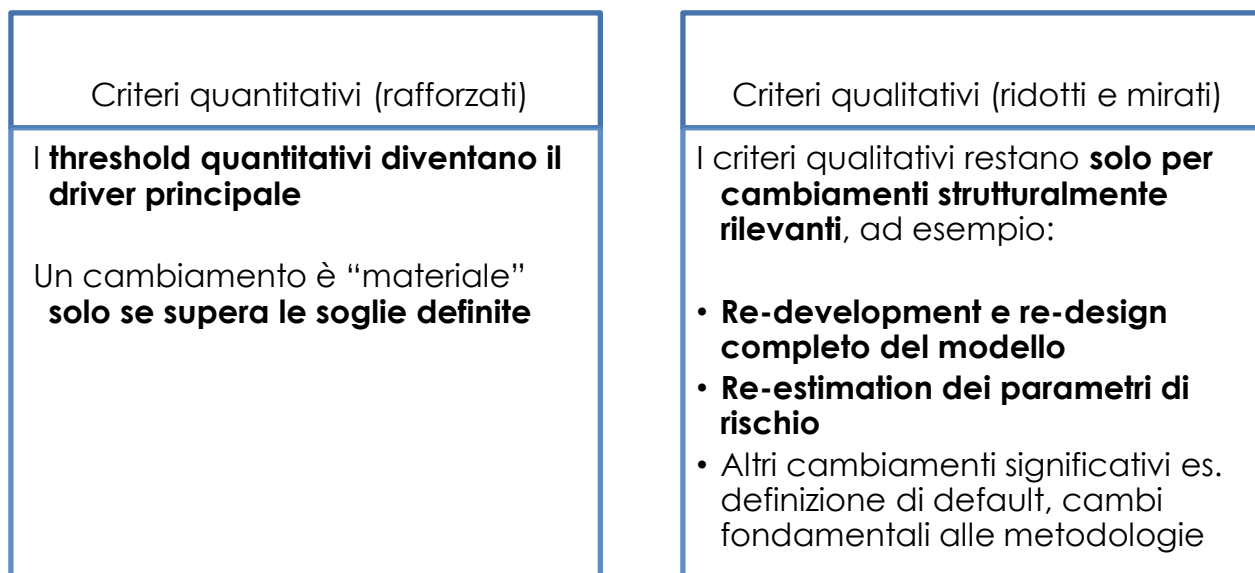 Criteri quantitativi (rafforzati)
I threshold quantitativi diventano il
driver principale
Un cambiamento è “materiale”
solo se supera le soglie definite
Criteri qualitativi (ridotti e mirati)
I criteri qualitativi restano solo per
cambiamenti strutturalmente
rilevanti, ad esempio:
• Re-development e re-design
completo del modello
• Re-estimation dei parametri di
rischio
• Altri cambiamenti significativi es.
definizione di default, cambi
fondamentali alle metodologie